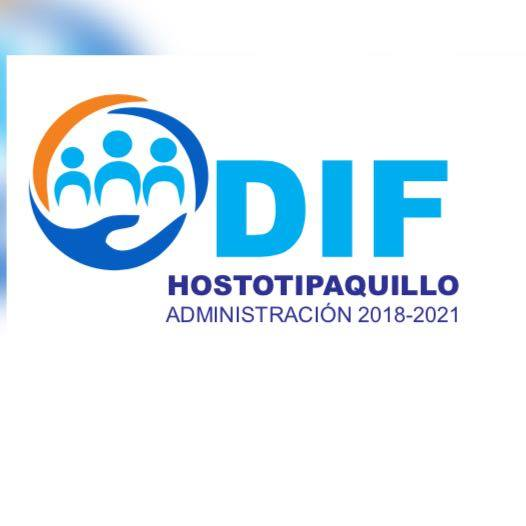 DIF
HOSTOTIPAQUILLO
ADMINISTRACIÓN 2018-2021